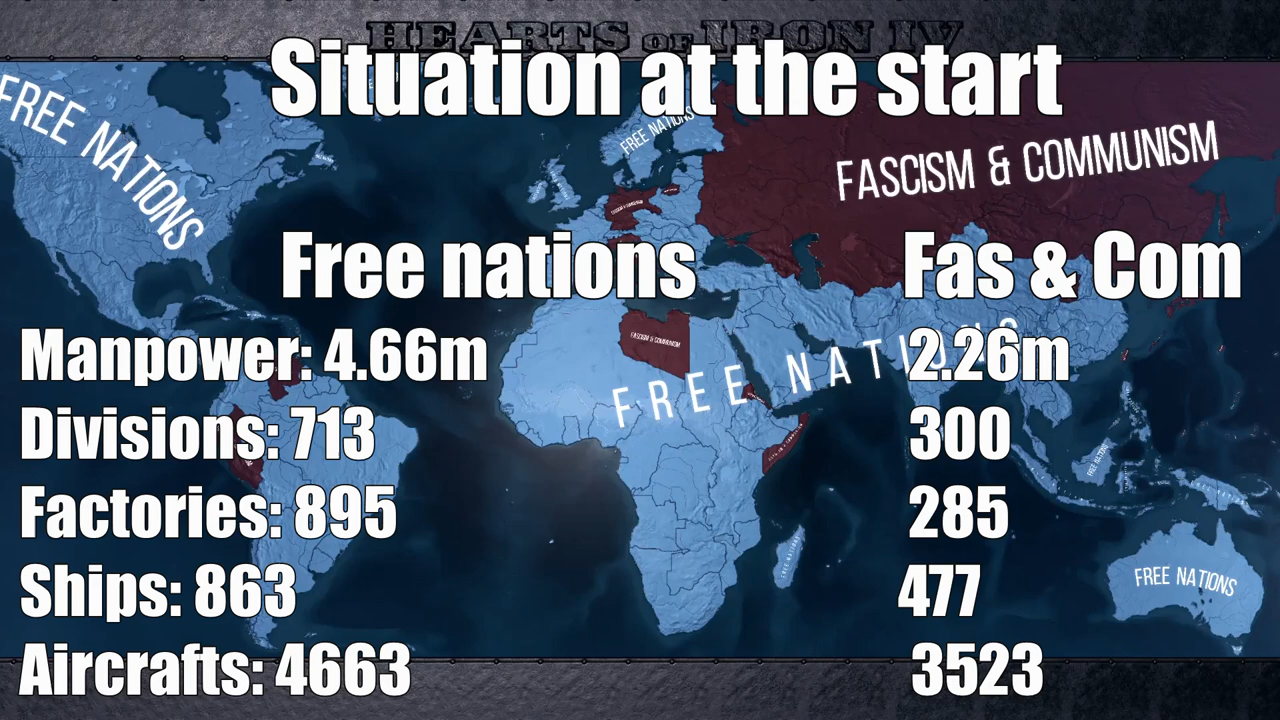 HEARTS OF IRON IV
Situation at the start
FREE NATIONS
FREE NATIONS
FASCISM & COMMUNISM
Free nations Fas & Com
FASCISM & COMMUNISM
FREE NATIONS
Manpower: 4.66m 2.26m
Divisions: 713 300
Factories: 895 285
FREE NATIONS
Ships: 863 477
Aircrafts: 4663 3523